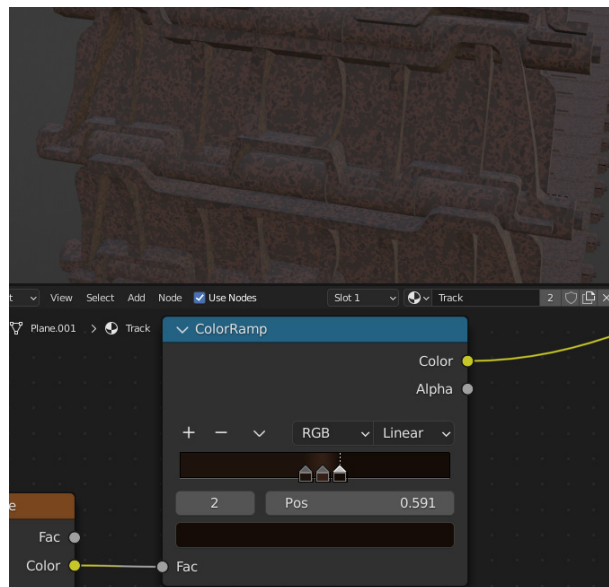 View Select Add Node Use Nodes Slot 1 Track 2
Plane.001 > Track
ColorRamp
Color
Alpha
+ − RGB Linear
2 Pos 0.591
Fac
Color Fac